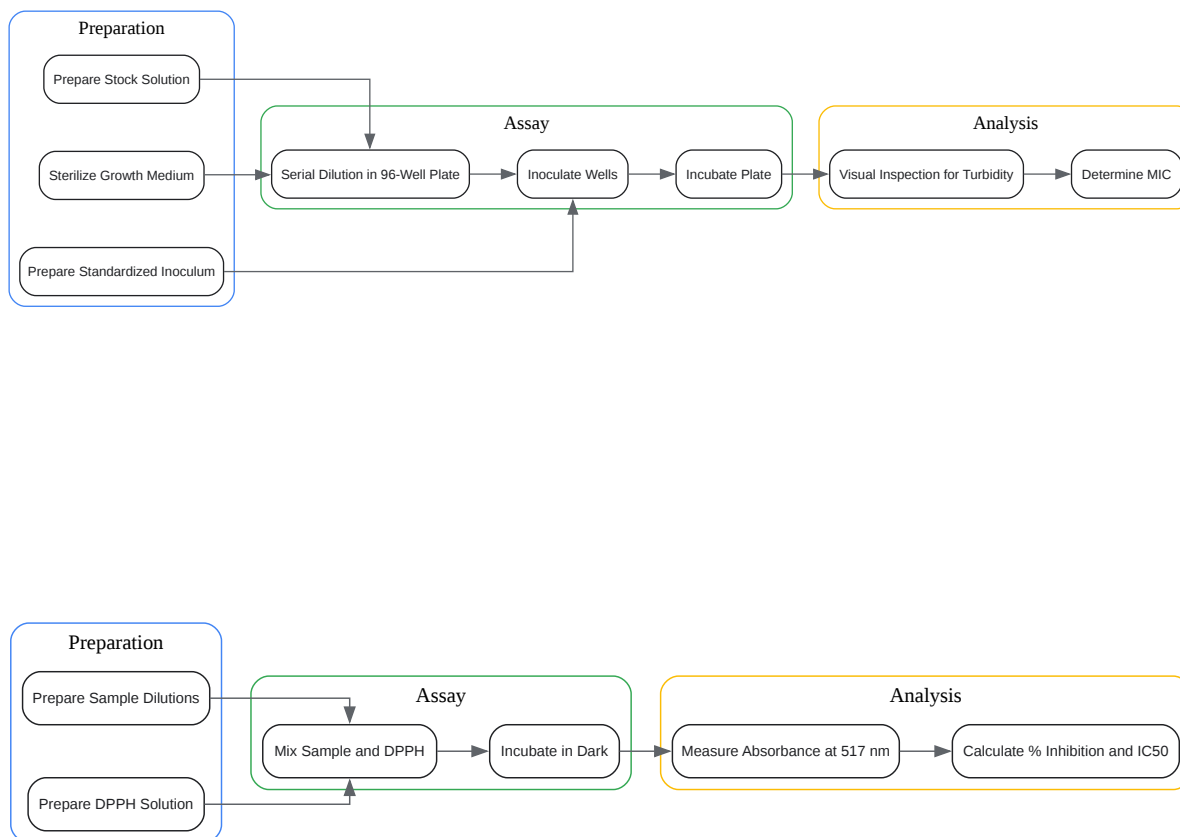 Preparation
Prepare Stock Solution
Sterilize Growth Medium
Prepare Standardized Inoculum
Assay
Serial Dilution in 96-Well Plate
Inoculate Wells
Incubate Plate
Analysis
Visual Inspection for Turbidity
Determine MIC
Preparation
Prepare Sample Dilutions
Prepare DPPH Solution
Assay
Mix Sample and DPPH
Incubate in Dark
Analysis
Measure Absorbance at 517 nm
Calculate % Inhibition and IC50